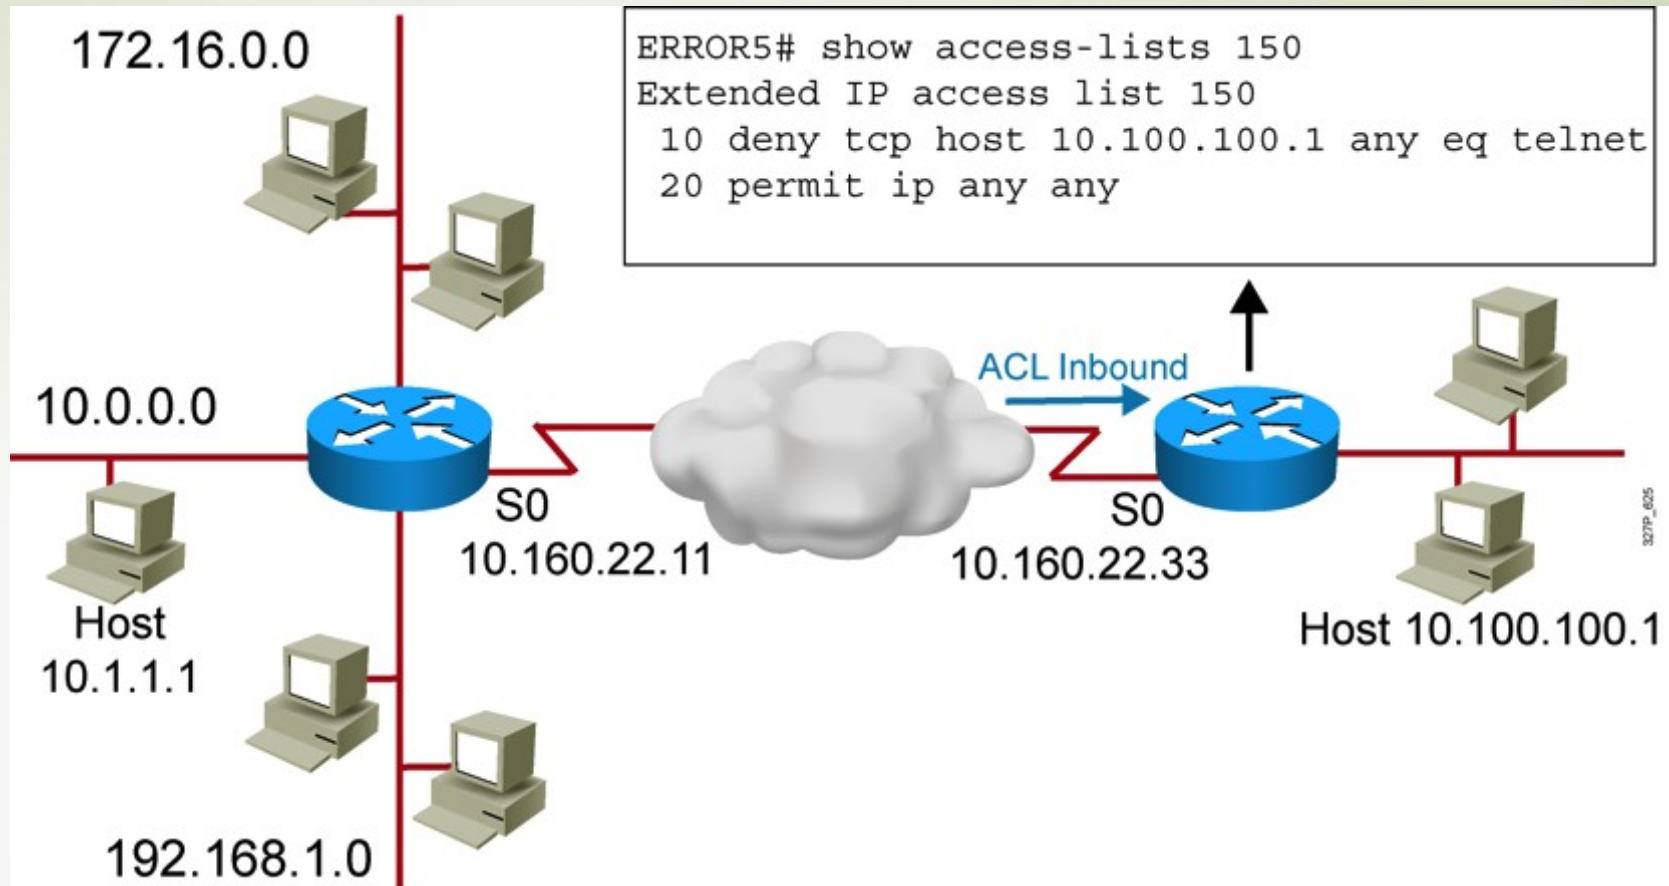 172.16.0.0
ERROR5# show access-lists 150
Extended IP access list 150
10 deny tcp host 10.100.100.1 any eq telnet
20 permit ip any any
ACL Inbound
10.0.0.0
S0
10.160.22.11
S0
10.160.22.33
327P_625
Host
10.1.1.1
Host 10.100.100.1
192.168.1.0